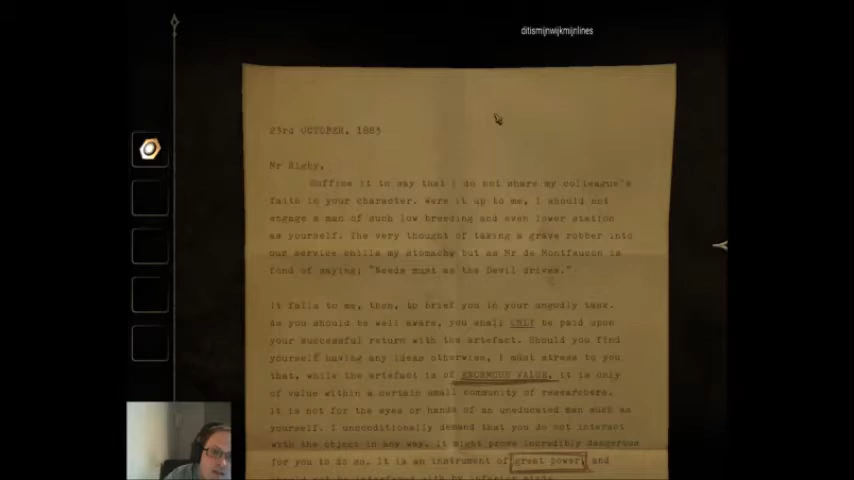 ditismijnwijkmijnlines
23rd OCTOBER, 1883
Mr Rigby,
Suffice it to say that I do not share my colleague's
faith in your character. Were it up to me, I should not
engage a man of such low breeding and even lower station
as yourself. The very thought of taking a grave robber into
our service chills my stomach, but as Mr de Montfaucon is
fond of saying; "Needs must as the Devil drives."
It falls to me, then, to brief you in your ungodly task.
As you should be well aware, you shall ONLY be paid upon
your successful return with the artefact. Should you find
yourself having any ideas otherwise, I must stress to you
that, while the artefact is of ENORMOUS VALUE, it is only
of value within a certain small community of researchers.
It is not for the eyes or hands of an uneducated man such as
yourself. I unconditionally demand that you do not interact
with the object in any way. It might prove incredibly dangerous
for you to do so. It is an instrument of great power, and